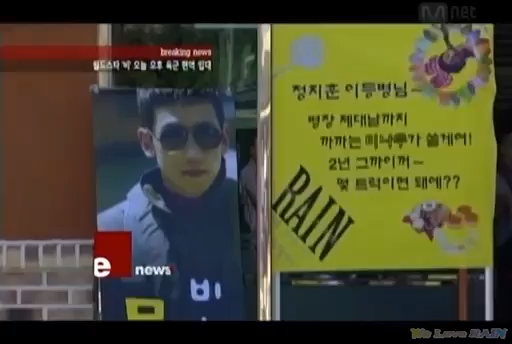 Mnet
breaking news
월드스타 '비' 오늘 오후 육군 현역 입대
정지훈 이등병님~
병장 제대날까지
까까는 피낙루가 쏠게여!
2년 그까이꺼~
몇 트럭이면 돼에??
RAIN
비
e news
We Love RAIN